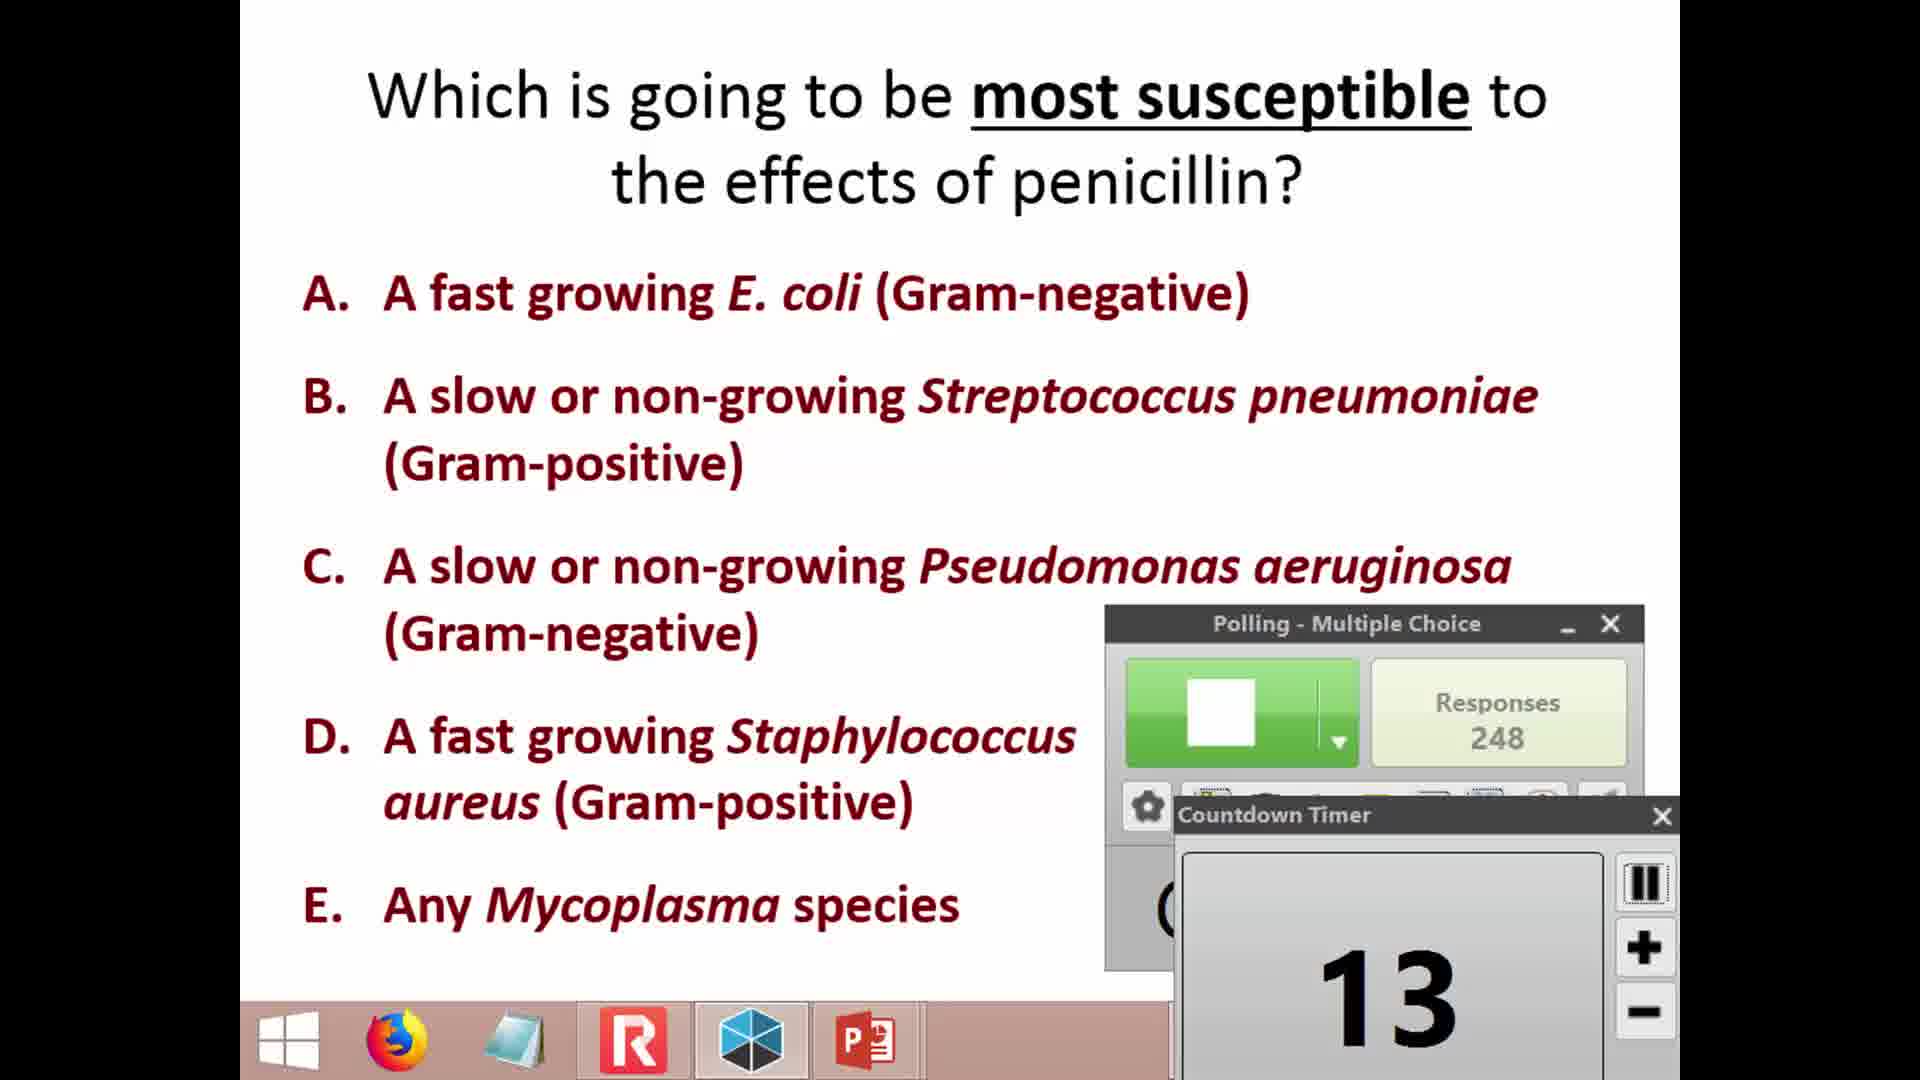 Which is going to be most susceptible to
the effects of penicillin?
A. A fast growing E. coli (Gram-negative)
B. A slow or non-growing Streptococcus pneumoniae
(Gram-positive)
C. A slow or non-growing Pseudomonas aeruginosa
(Gram-negative)
Polling - Multiple Choice
Responses
248
D. A fast growing Staphylococcus
aureus (Gram-positive)
Countdown Timer
E. Any Mycoplasma species
13